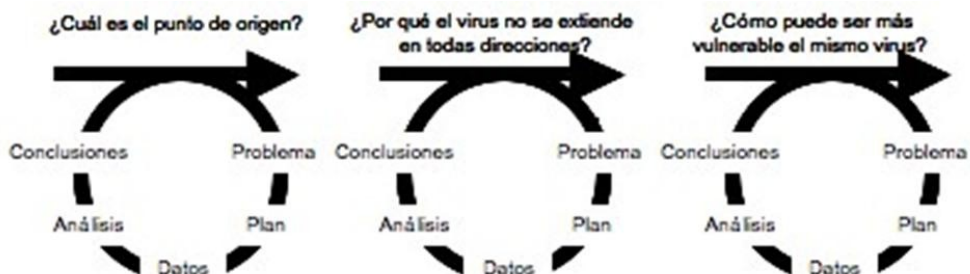 ¿Cuál es el punto de origen?
¿Por qué el virus no se extiende
en todas direcciones?
¿Cómo puede ser más
vulnerable el mismo virus?
Conclusiones Problema Conclusiones Problema Conclusiones Problema
Análisis Plan Análisis Plan Análisis Plan
Datos Datos Datos